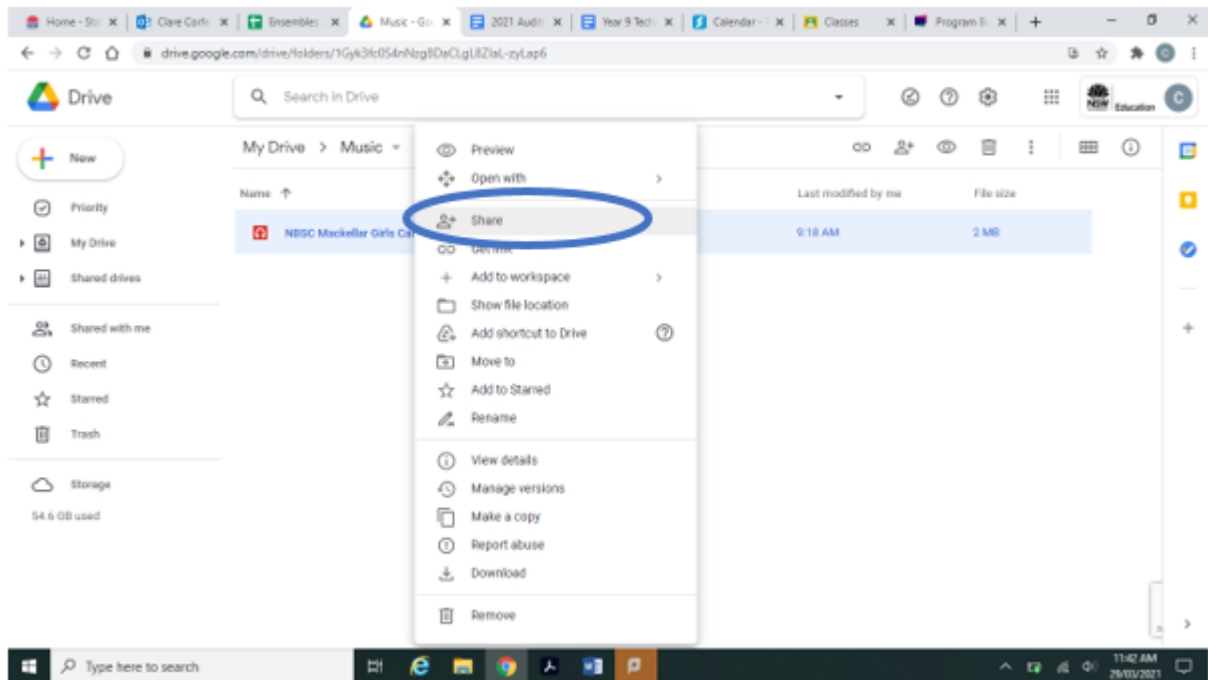 Home - Sto
Clare Corfe
Ensembles
Music - Go
2021 Audit
Year 9 Tech
Calendar -
Classes
Program B
drive.google.com/drive/folders/
Drive
Search in Drive
NSW
Education
C
New
My Drive > Music
Priority
My Drive
Shared drives
Shared with me
Recent
Starred
Trash
Storage
54.6 GB used
Name
Last modified by me
File size
NBSC Mackellar Girls Ca
9:18 AM
2 MB
Preview
Open with
Share
Get link
Add to workspace
Show file location
Add shortcut to Drive
Move to
Add to Starred
Rename
View details
Manage versions
Make a copy
Report abuse
Download
Remove
Type here to search
11:42 AM
29/03/2021